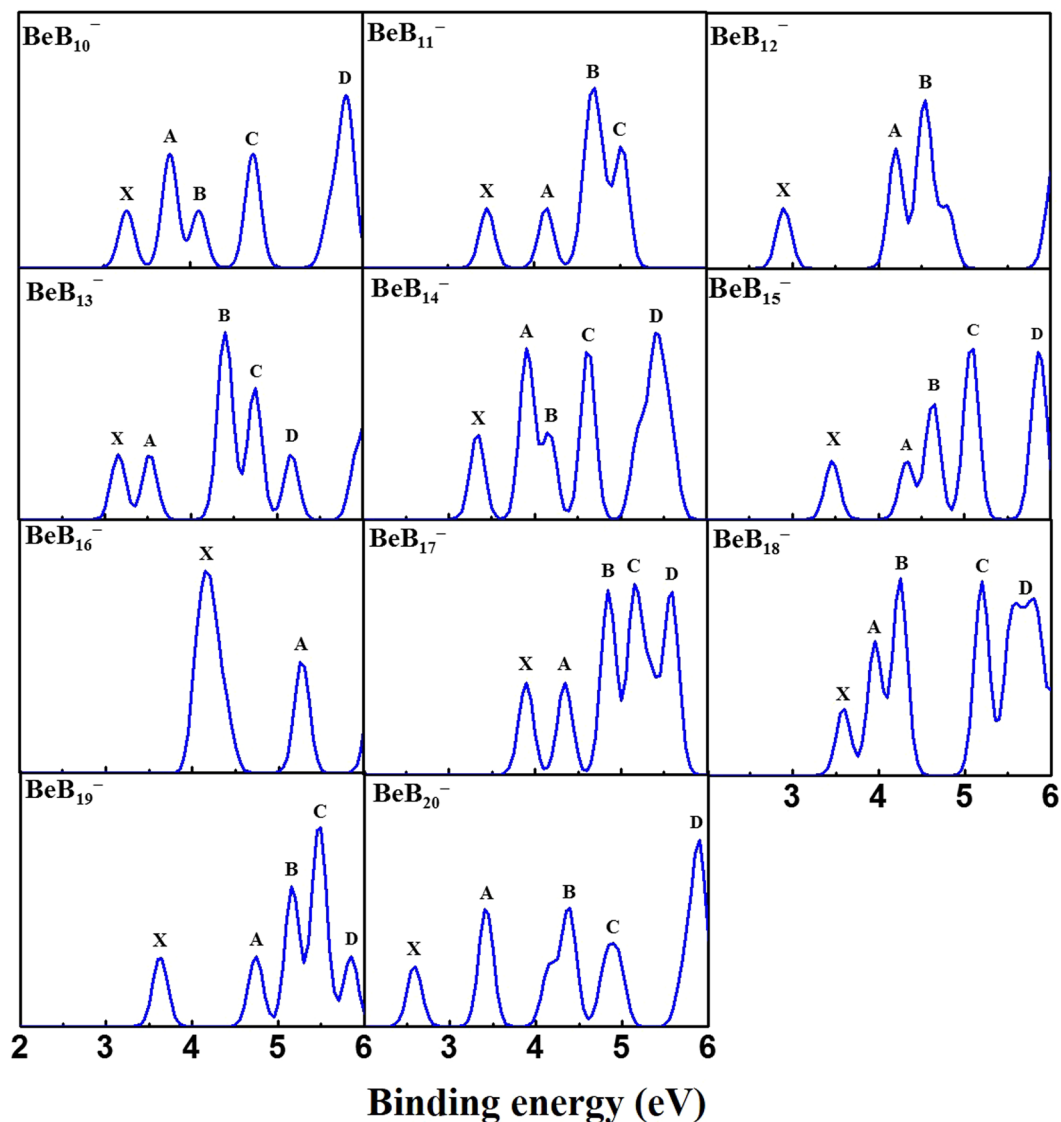 BeB₁₀⁻
X A B C D
BeB₁₁⁻
X A B C
BeB₁₂⁻
X A B
BeB₁₃⁻
X A B C D
BeB₁₄⁻
X A B C D
BeB₁₅⁻
X A B C D
BeB₁₆⁻
X A
BeB₁₇⁻
X A B C D
BeB₁₈⁻
X A B C D
3 4 5 6
BeB₁₉⁻
X A B C D
BeB₂₀⁻
X A B C D
2 3 4 5 6 3 4 5 6
Binding energy (eV)